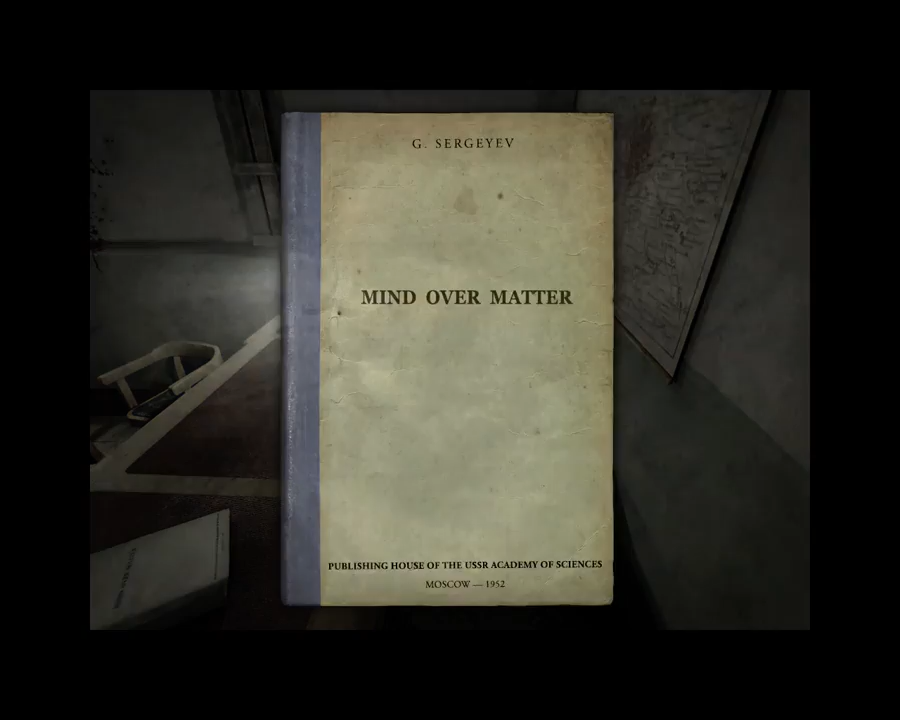 G. SERGEYEV
MIND OVER MATTER
PUBLISHING HOUSE OF THE USSR ACADEMY OF SCIENCES
MOSCOW — 1952